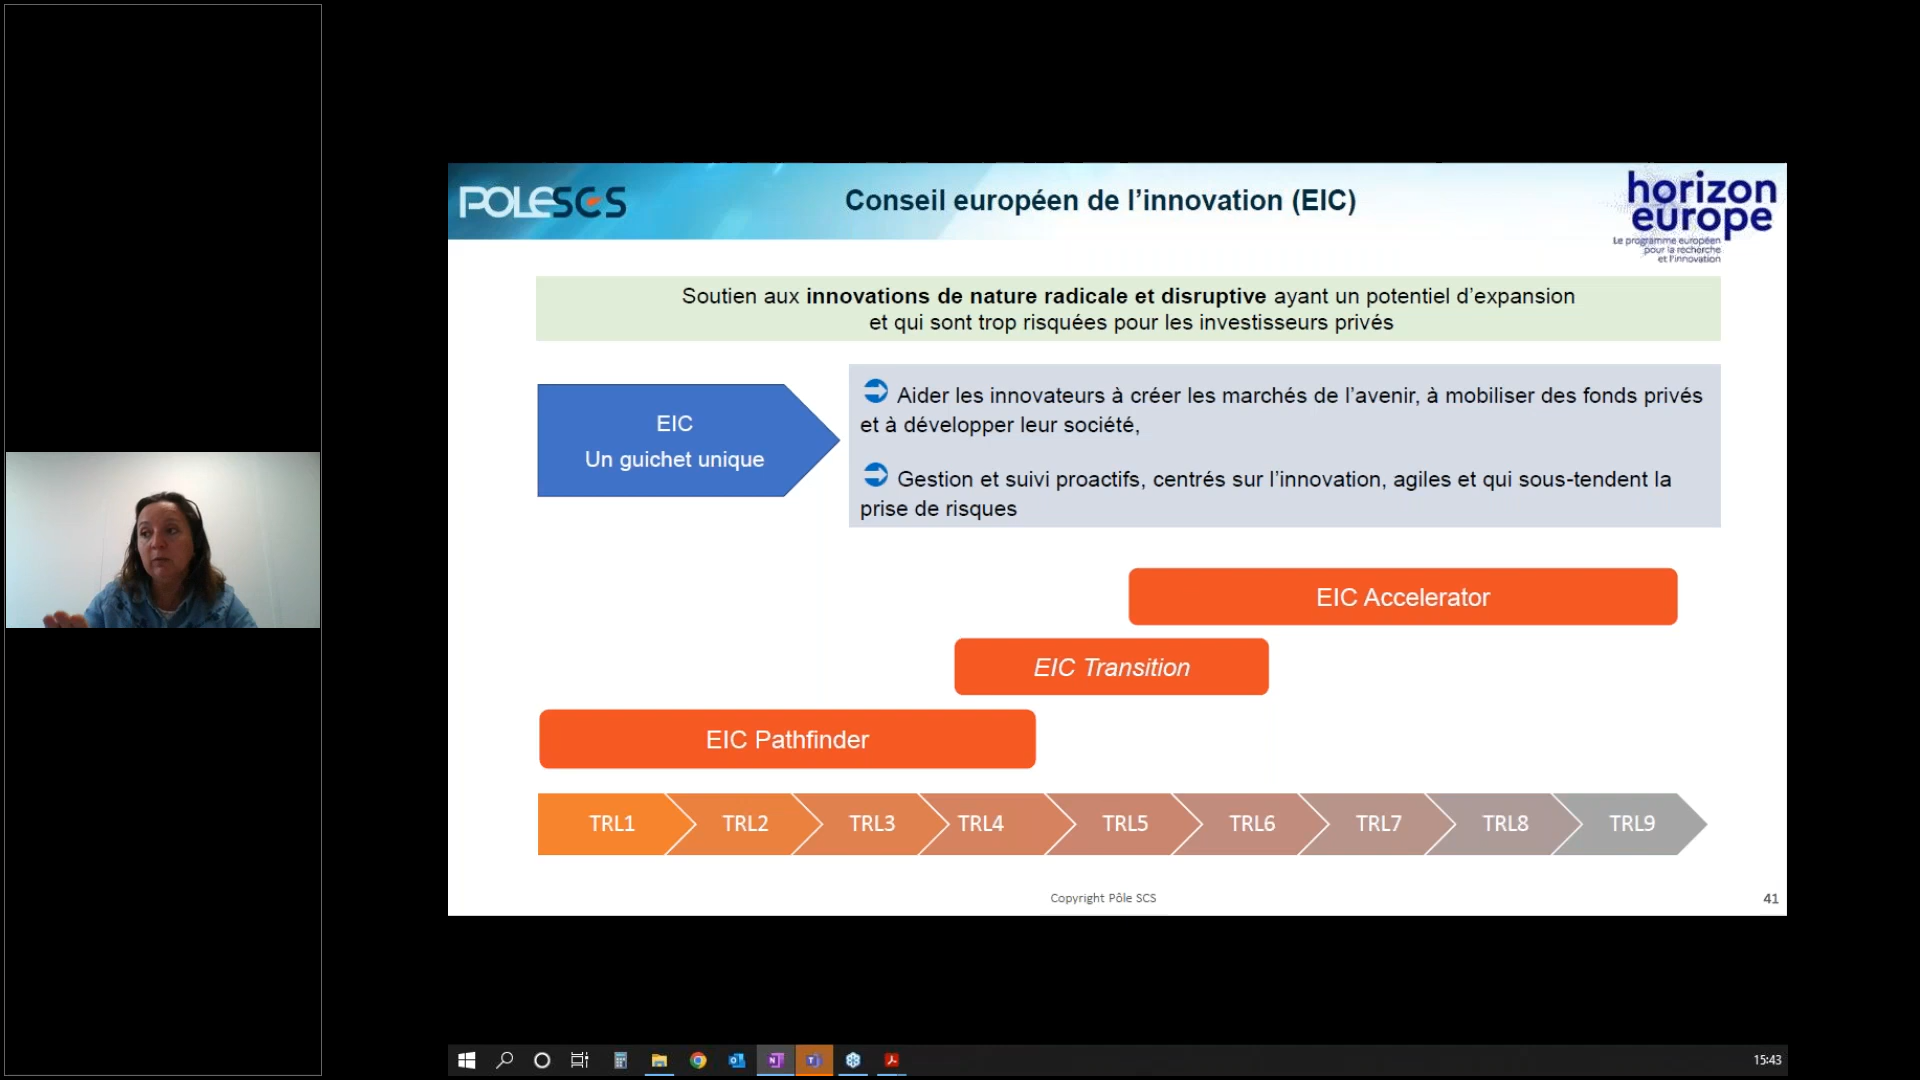 POLESCS
Conseil européen de l’innovation (EIC)
horizon
europe
Le programme européen
pour la recherche
et l'innovation
Soutien aux innovations de nature radicale et disruptive ayant un potentiel d’expansion
et qui sont trop risquées pour les investisseurs privés
EIC
Un guichet unique
Aider les innovateurs à créer les marchés de l’avenir, à mobiliser des fonds privés
et à développer leur société,
Gestion et suivi proactifs, centrés sur l’innovation, agiles et qui sous-tendent la
prise de risques
EIC Accelerator
EIC Transition
EIC Pathfinder
TRL1 TRL2 TRL3 TRL4 TRL5 TRL6 TRL7 TRL8 TRL9
Copyright Pôle SCS
41
15:43